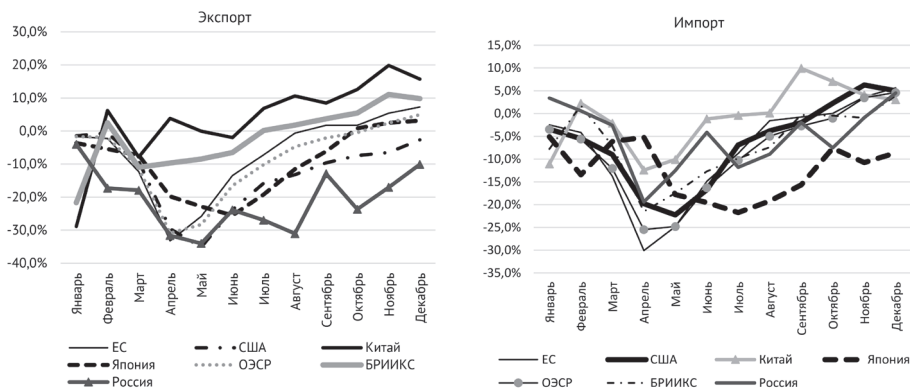 Экспорт
30,0%
20,0%
10,0%
0,0%
-10,0%
-20,0%
-30,0%
-40,0%
Январь
Февраль
Март
Апрель
Май
Июнь
Июль
Август
Сентябрь
Октябрь
Ноябрь
Декабрь
ЕС США Китай
Япония ОЭСР БРИИКС
Россия
Импорт
15,0%
10,0%
5,0%
0,0%
-5,0%
-10,0%
-15,0%
-20,0%
-25,0%
-30,0%
-35,0%
Январь
Февраль
Март
Апрель
Май
Июнь
Июль
Август
Сентябрь
Октябрь
Ноябрь
Декабрь
ЕС США Китай Япония
ОЭСР БРИИКС Россия